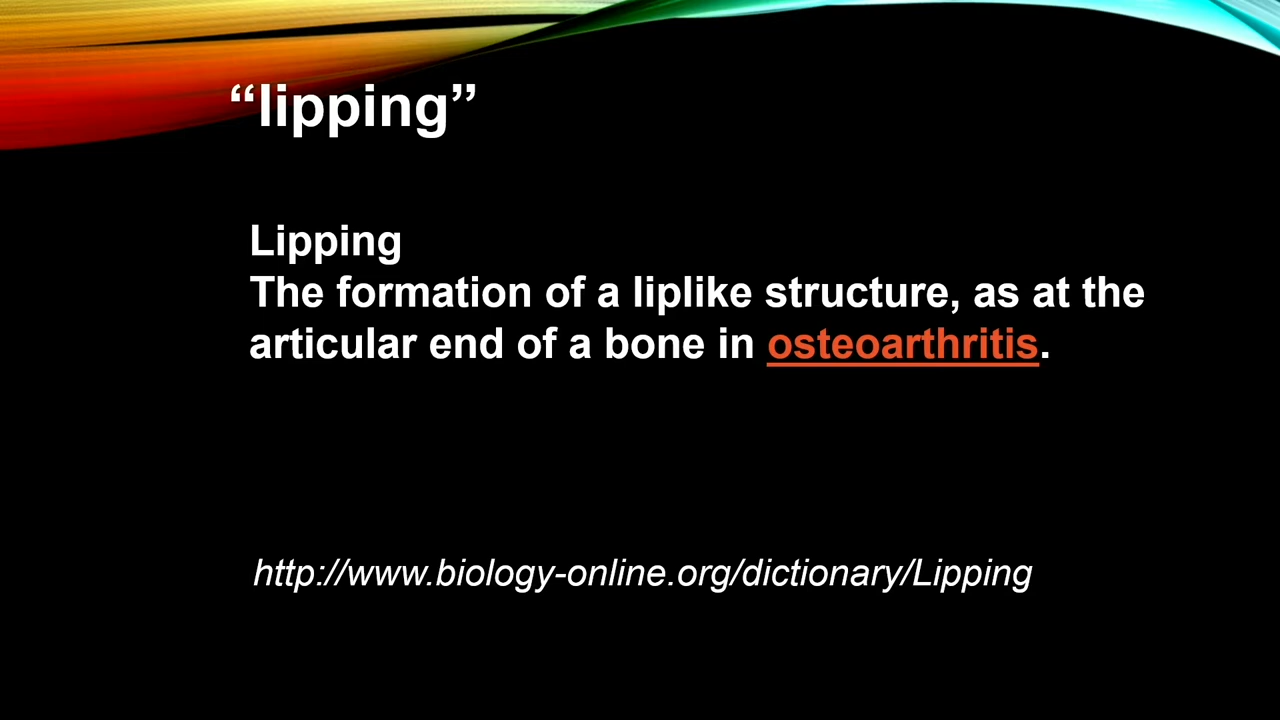 “lipping”
Lipping
The formation of a liplike structure, as at the
articular end of a bone in osteoarthritis.
http://www.biology-online.org/dictionary/Lipping